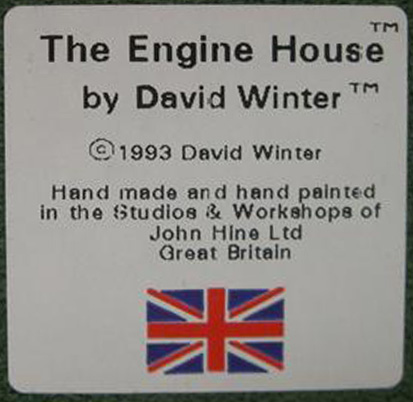 The Engine House™
by David Winter™
©1993 David Winter
Hand made and hand painted
in the Studios & Workshops of
John Hine Ltd
Great Britain